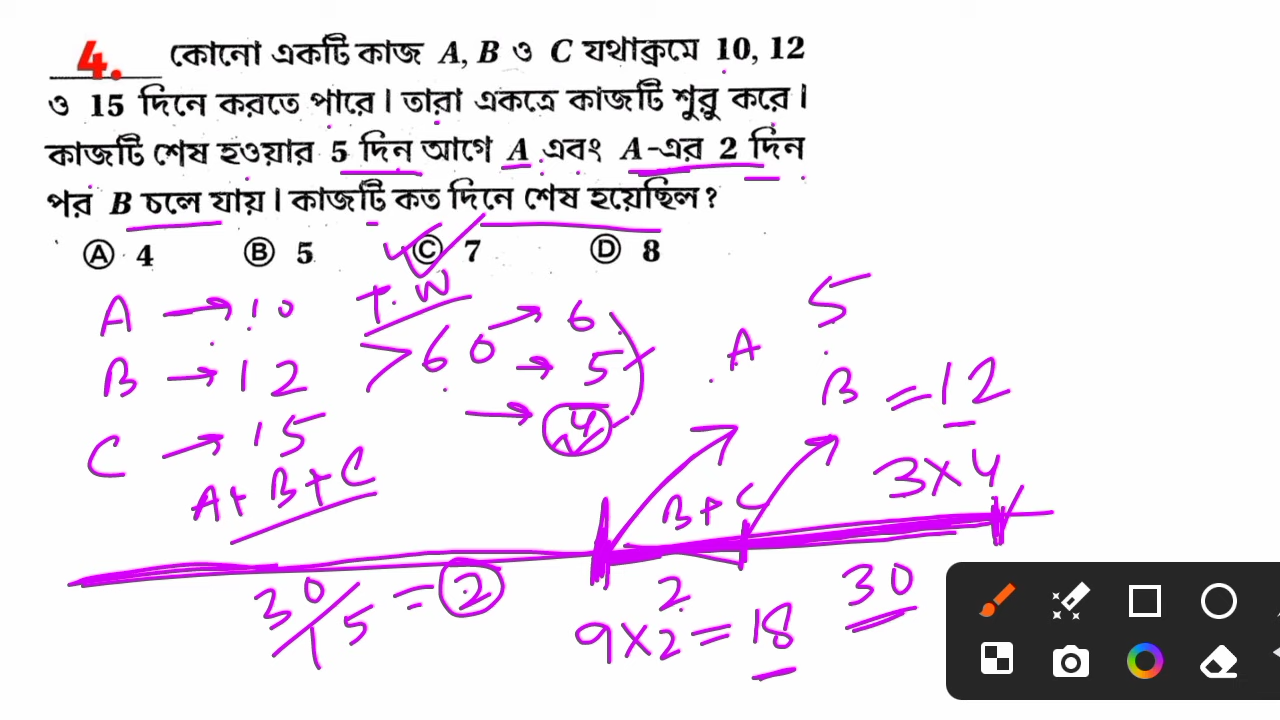 4. কোনো একটি কাজ A, B ও C যথাক্রমে 10, 12
ও 15 দিনে করতে পারে। তারা একত্রে কাজটি শুরু করে।
কাজটি শেষ হওয়ার 5 দিন আগে A এবং A-এর 2 দিন
পর B চলে যায়। কাজটি কত দিনে শেষ হয়েছিল?
Ⓐ 4 Ⓑ 5 Ⓒ 7 Ⓓ 8
T.W
A → 10
B → 12
C → 15
> 60 → 6
→ 5
→ 4
A+B+C
30/15 = 2
A
5
B = 12
3×4
B+C
2
9×2 = 18
30